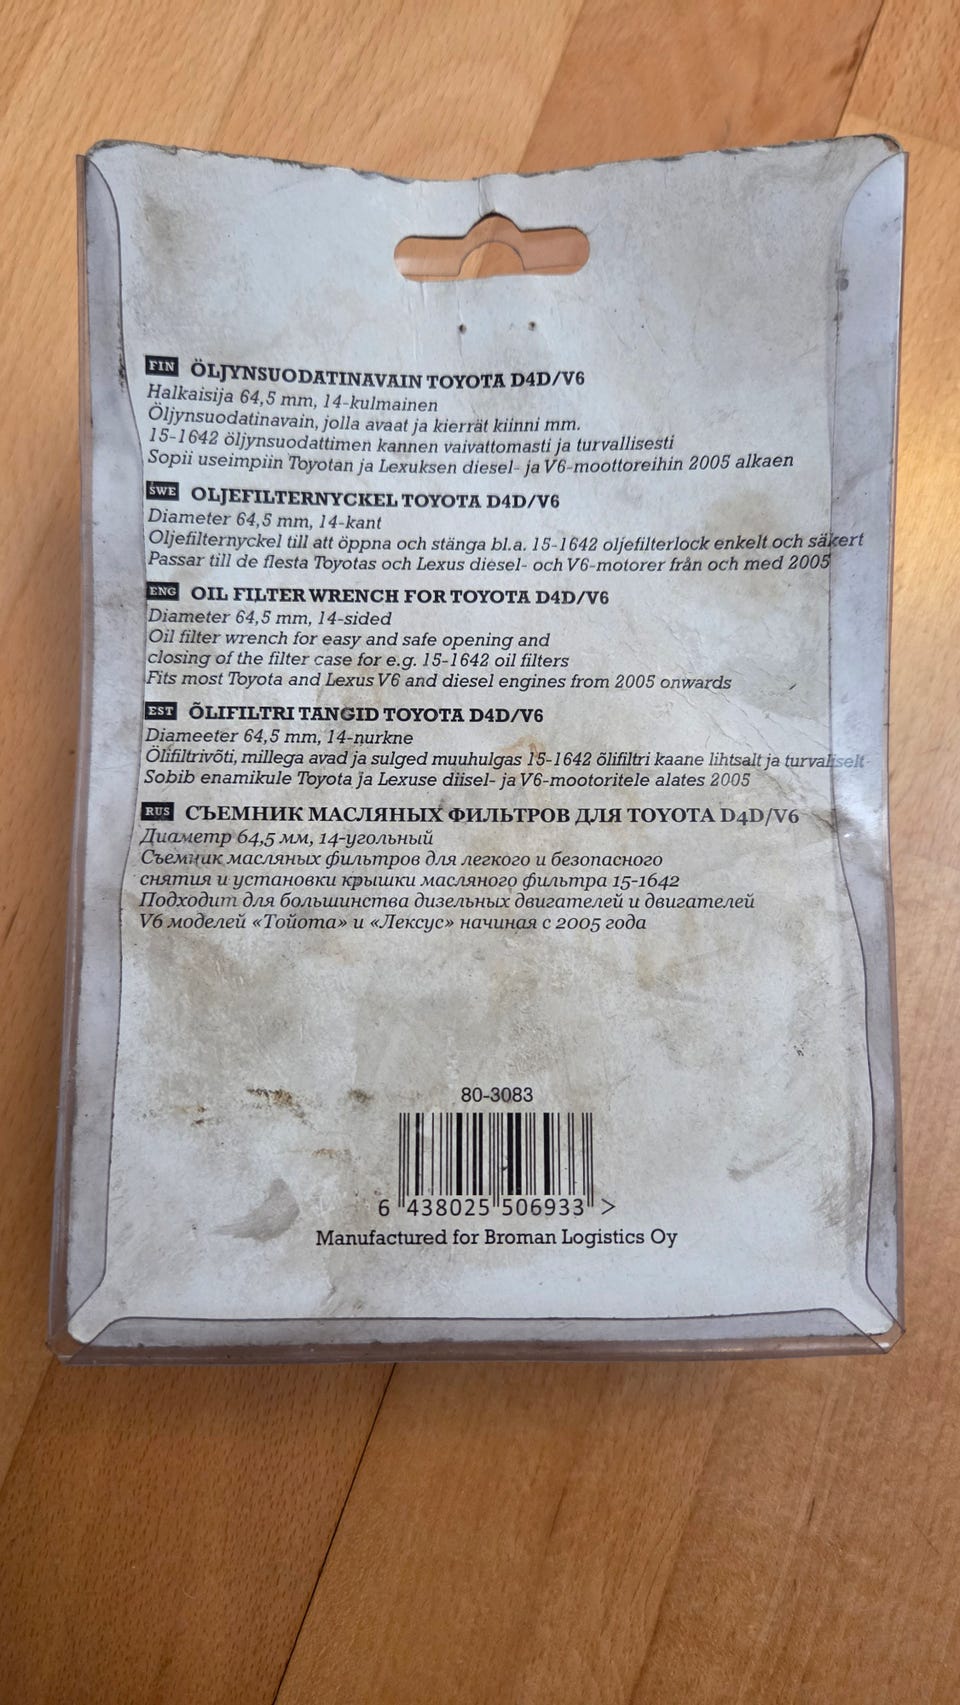 FIN ÖLJYNSUODATINAVAIN TOYOTA D4D/V6
Halkaisija 64,5 mm, 14-kulmainen
Öljynsuodatinavain, jolla avaat ja kierrät kiinni mm.
15-1642 öljynsuodattimen kannen vaivattomasti ja turvallisesti
Sopii useimpiin Toyotan ja Lexuksen diesel- ja V6-moottoreihin 2005 alkaen
SWE OLJEFILTERNYCKEL TOYOTA D4D/V6
Diameter 64,5 mm, 14-kant
Oljefilternyckel till att öppna och stänga bl.a. 15-1642 oljefilterlock enkelt och säkert
Passar till de flesta Toyotas och Lexus diesel- och V6-motorer från och med 2005
ENG OIL FILTER WRENCH FOR TOYOTA D4D/V6
Diameter 64,5 mm, 14-sided
Oil filter wrench for easy and safe opening and
closing of the filter case for e.g. 15-1642 oil filters
Fits most Toyota and Lexus V6 and diesel engines from 2005 onwards
EST ÕLIFILTRI TANGID TOYOTA D4D/V6
Diameeter 64,5 mm, 14-nurkne
Õlifiltrivõti, millega avad ja sulged muuhulgas 15-1642 õlifiltri kaane lihtsalt ja turvaliselt
Sobib enamikule Toyota ja Lexuse diisel- ja V6-mootoritele alates 2005
RUS СЪЕМНИК МАСЛЯНЫХ ФИЛЬТРОВ ДЛЯ TOYOTA D4D/V6
Диаметр 64,5 мм, 14-угольный
Съемник масляных фильтров для легкого и безопасного
снятия и установки крышки масляного фильтра 15-1642
Подходит для большинства дизельных двигателей и двигателей
V6 моделей «Тойота» и «Лексус» начиная с 2005 года
80-3083
6 438025 506933 >
Manufactured for Broman Logistics Oy